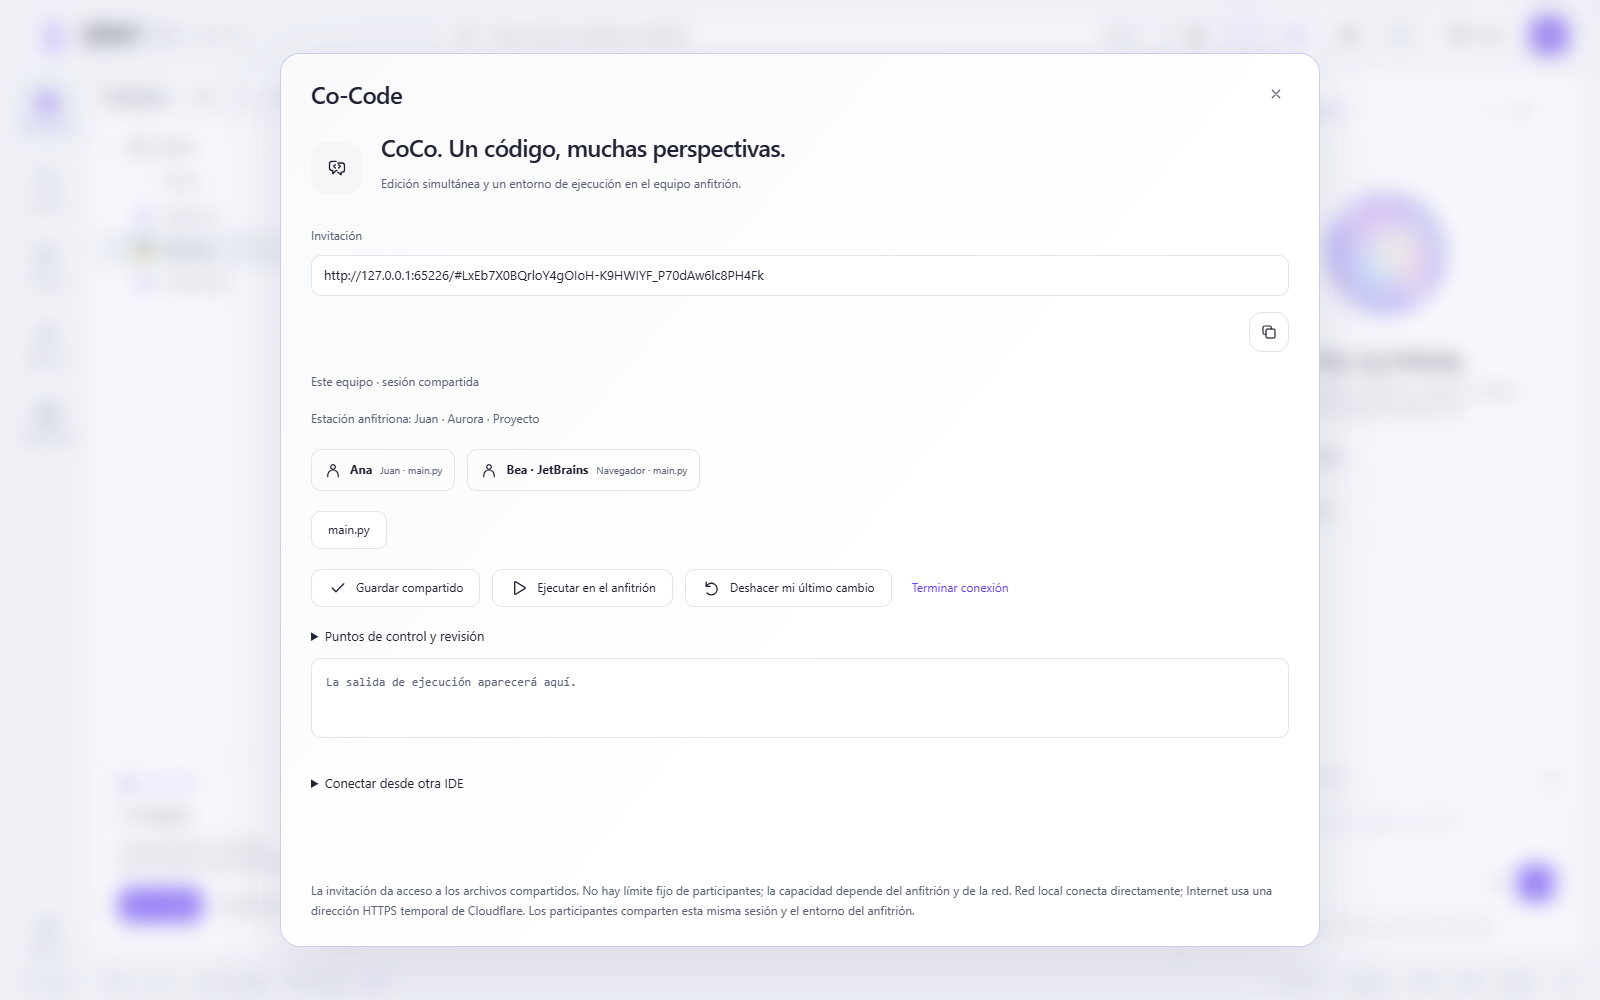 Co-Code
CoCo. Un código, muchas perspectivas.
Edición simultánea y un entorno de ejecución en el equipo anfitrión.
Invitación
http://127.0.0.1:65226/#LxEb7X0BQrloY4gOIoH-K9HWIYF_P70dAw6lc8PH4Fk
Este equipo · sesión compartida
Estación anfitriona: Juan · Aurora · Proyecto
Ana Juan · main.py
Bea · JetBrains Navegador · main.py
main.py
Guardar compartido
Ejecutar en el anfitrión
Deshacer mi último cambio
Terminar conexión
Puntos de control y revisión
La salida de ejecución aparecerá aquí.
Conectar desde otra IDE
La invitación da acceso a los archivos compartidos. No hay límite fijo de participantes; la capacidad depende del anfitrión y de la red. Red local conecta directamente; Internet usa una
dirección HTTPS temporal de Cloudflare. Los participantes comparten esta misma sesión y el entorno del anfitrión.